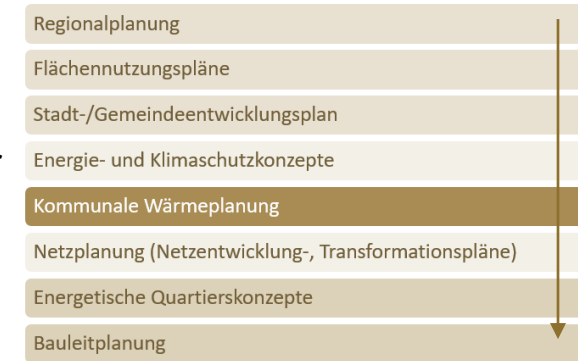 Regionalplanung
Flächennutzungspläne
Stadt-/Gemeindeentwicklungsplan
Energie- und Klimaschutzkonzepte
Kommunale Wärmeplanung
Netzplanung (Netzentwicklung-, Transformationspläne)
Energetische Quartierskonzepte
Bauleitplanung